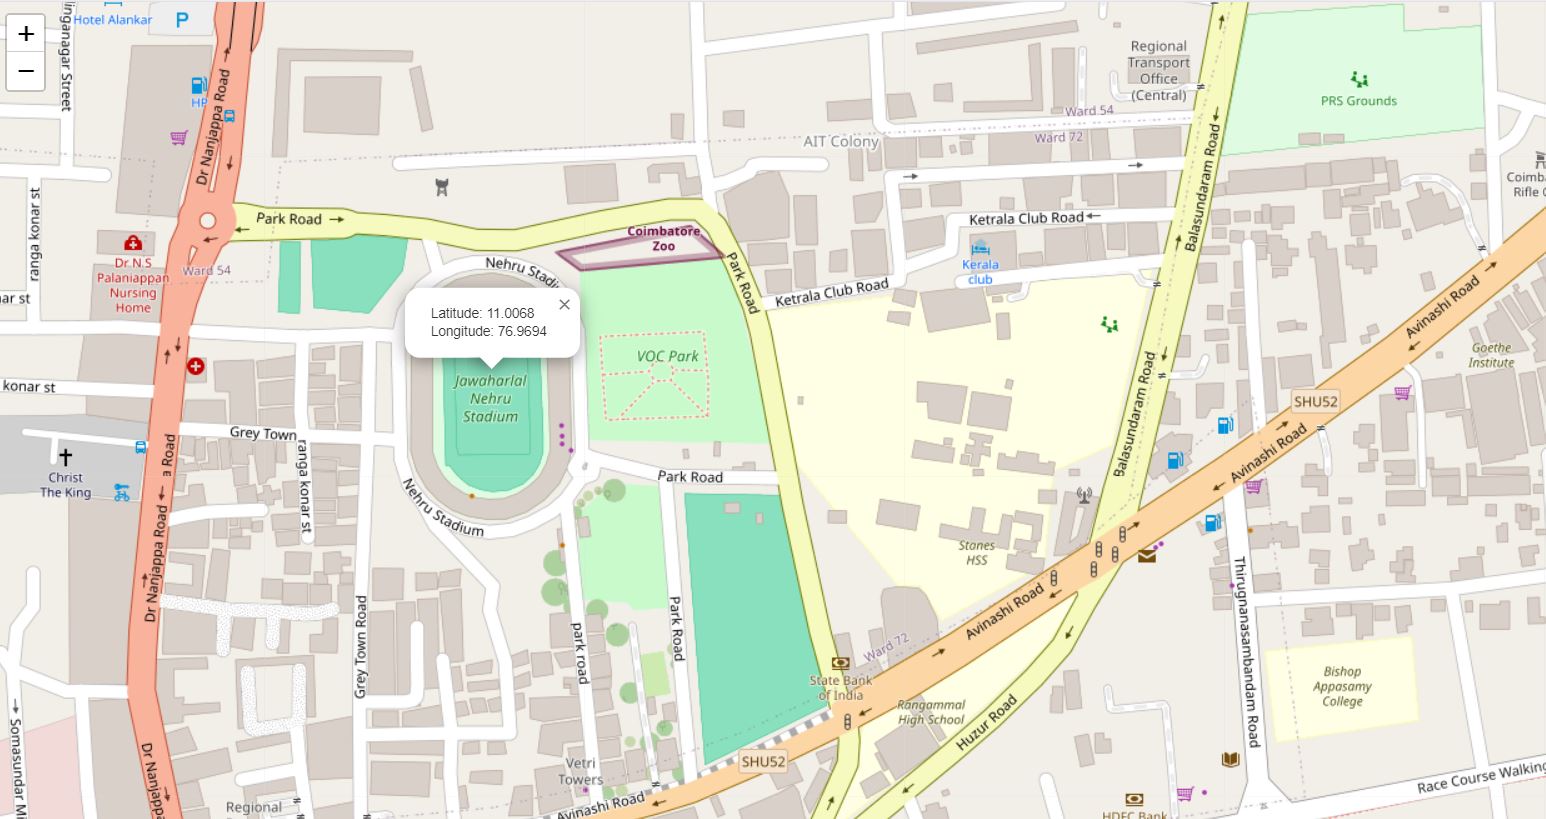 +
−
Hotel Alankar
P
inganagar Street
HP
Dr Nanjappa Road
Regional
Transport
Office
(Central)
Ward 54
Ward 72
AIT Colony
PRS Grounds
Balasundaram Road
Coimba
Rifle C
ranga konar st
Park Road
Coimbatore
Zoo
Ketrala Club Road
Dr.N.S
Palaniappan
Nursing
Home
Ward 54
Nehru Stadi
Park Road
Kerala
club
Ketrala Club Road
Avinashi Road
ar st
Latitude: 11.0068
Longitude: 76.9694
×
VOC Park
Goethe
Institute
konar st
Jawaharlal
Nehru
Stadium
Balasundaram Road
SHU52
Grey Town
ranga konar st
Avinashi Road
Christ
The King
a Road
Park Road
Nehru Stadium
Stanes
HSS
Dr Nanjappa Road
Grey Town Road
park road
Park Road
Avinashi Road
Thirugnanasambandam Road
Ward 72
State Bank
of India
Rangammal
High School
Bishop
Appasamy
College
Huzur Road
Somasundar Mi
Dr Nanjappa
SHU52
Vetri
Towers
Regional
Avinashi Road
Race Course Walking
HDFC Bank